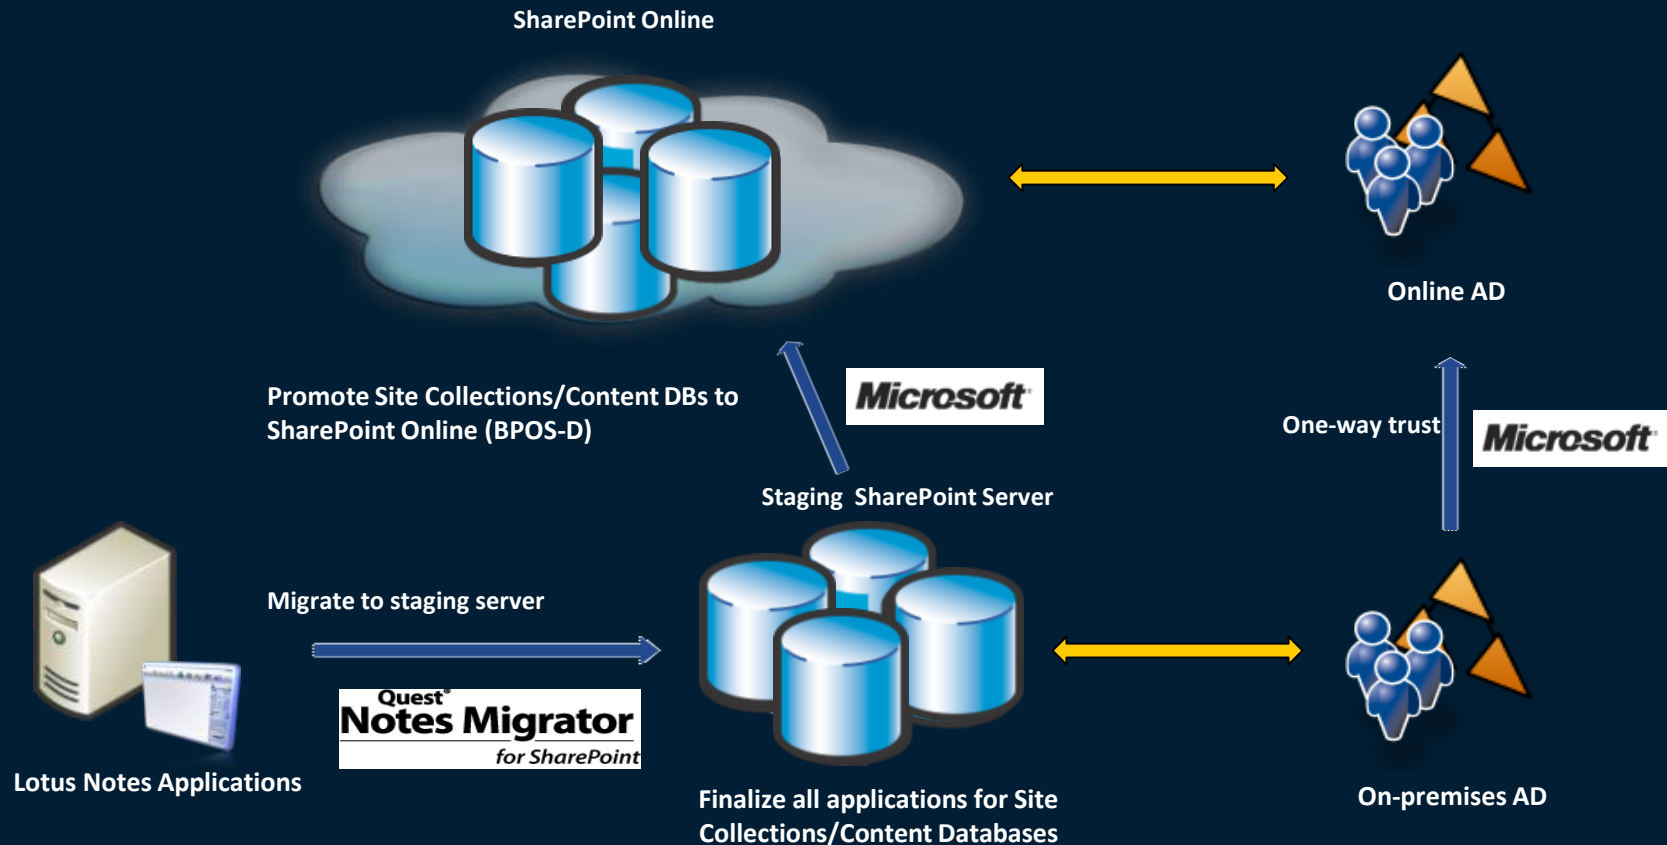 SharePoint Online
Online AD
Promote Site Collections/Content DBs to
SharePoint Online (BPOS-D)
Microsoft
One-way trust
Microsoft
Staging SharePoint Server
Migrate to staging server
Quest®
Notes Migrator
for SharePoint
Lotus Notes Applications
Finalize all applications for Site
Collections/Content Databases
On-premises AD